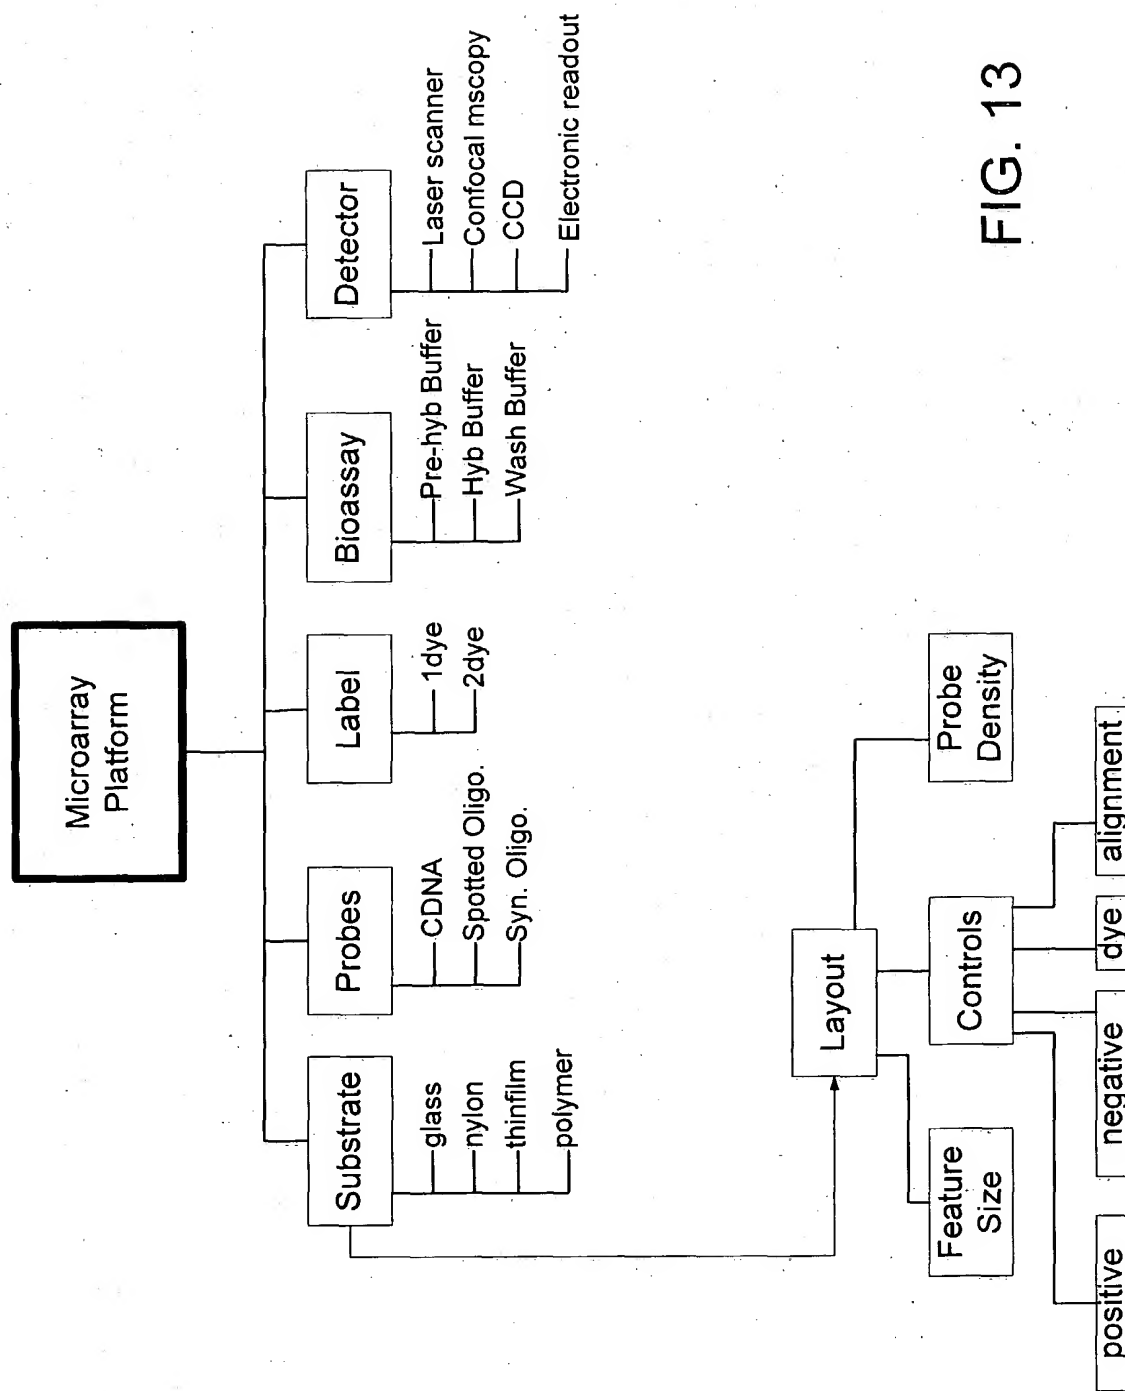 Microarray
Platform
Substrate
glass
nylon
thinfilm
polymer
Probes
CDNA
Spotted Oligo.
Syn. Oligo.
Label
1dye
2dye
Bioassay
Pre-hyb Buffer
Hyb Buffer
Wash Buffer
Detector
Laser scanner
Confocal mscopy
CCD
Electronic readout
Layout
Feature
Size
Controls
Probe
Density
positive
negative
dye
alignment
FIG. 13